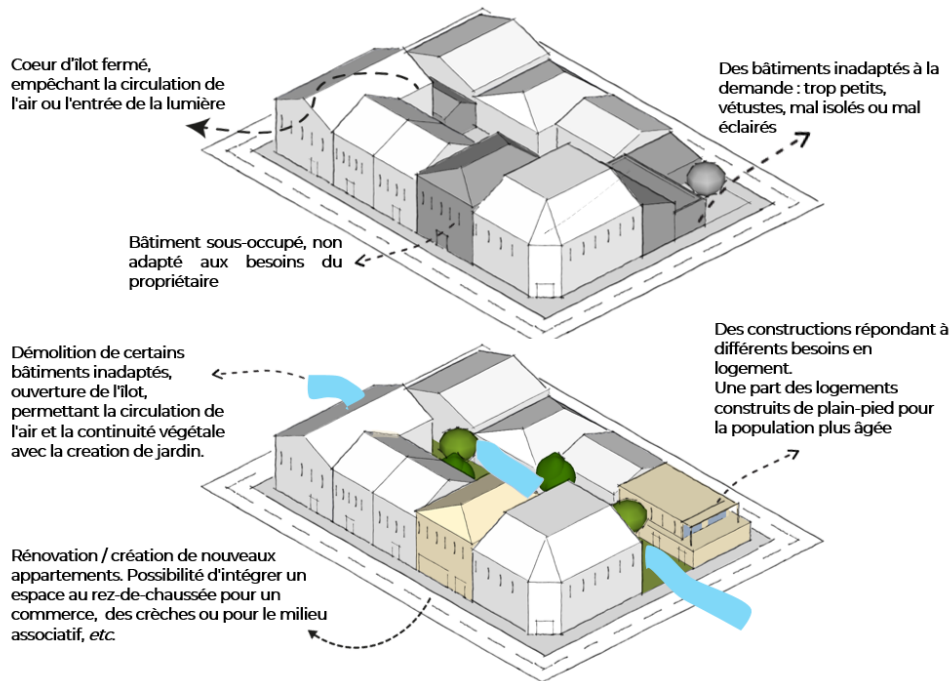 Coeur d'îlot fermé,
empêchant la circulation de
l'air ou l'entrée de la lumière
Des bâtiments inadaptés à la
demande : trop petits,
vétustes, mal isolés ou mal
éclairés
Bâtiment sous-occupé, non
adapté aux besoins du
propriétaire
Démolition de certains
bâtiments inadaptés,
ouverture de l'îlot,
permettant la circulation de
l'air et la continuité végétale
avec la creation de jardin.
Des constructions répondant à
différents besoins en
logement.
Une part des logements
construits de plain-pied pour
la population plus âgée
Rénovation / création de nouveaux
appartements. Possibilité d'intégrer un
espace au rez-de-chaussée pour un
commerce, des crèches ou pour le milieu
associatif, etc.